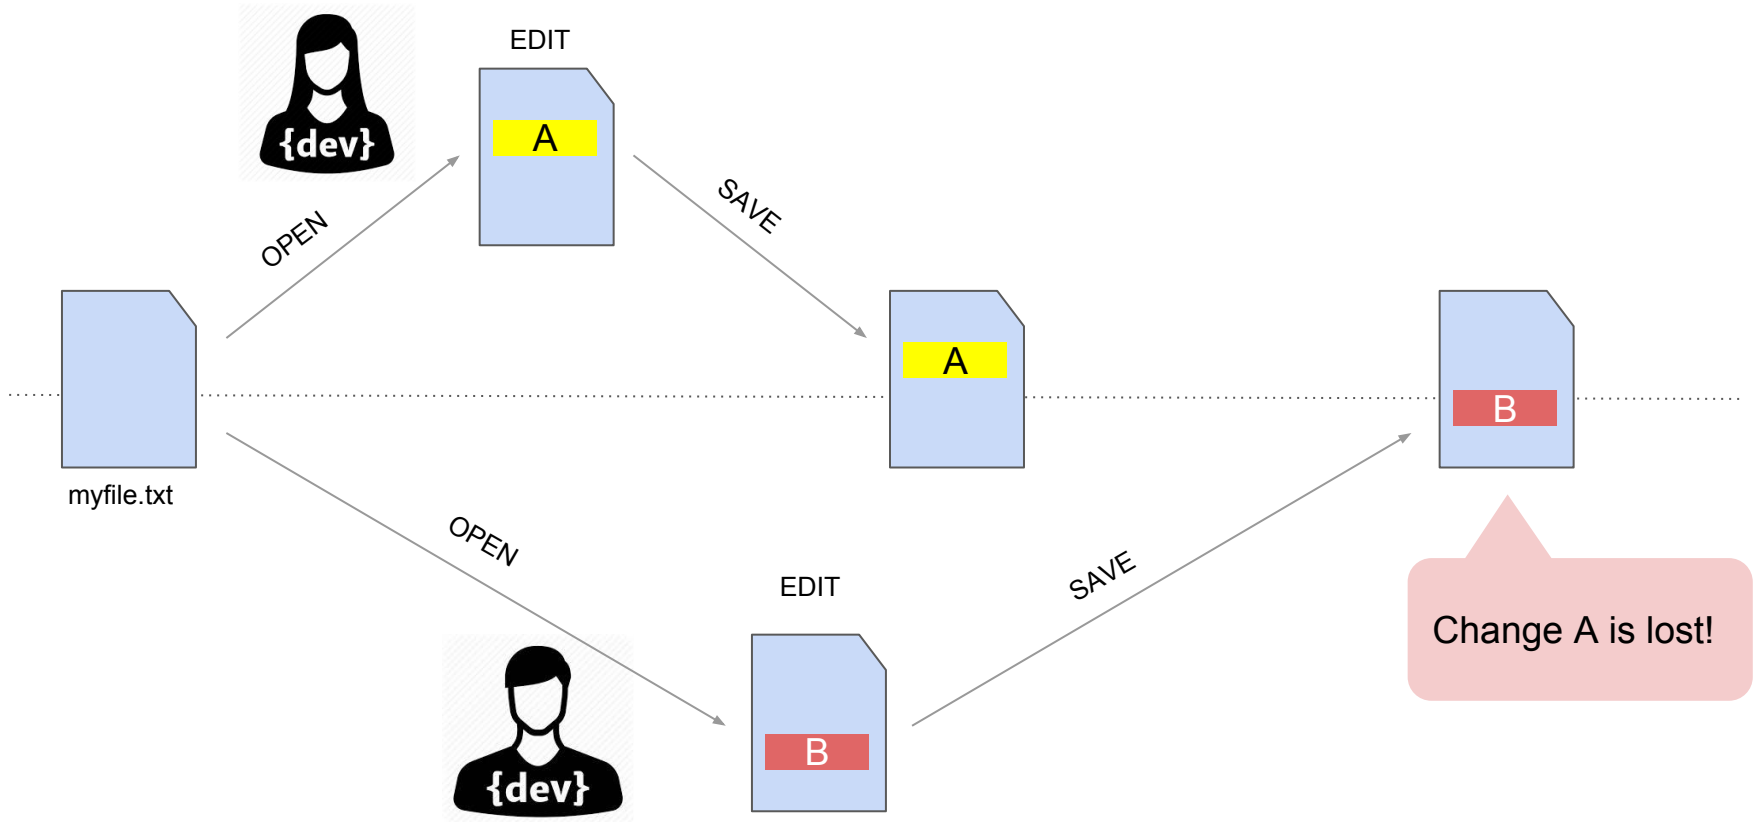 EDIT
A
{dev}
SAVE
OPEN
A
B
myfile.txt
OPEN
EDIT
SAVE
Change A is lost!
B
{dev}